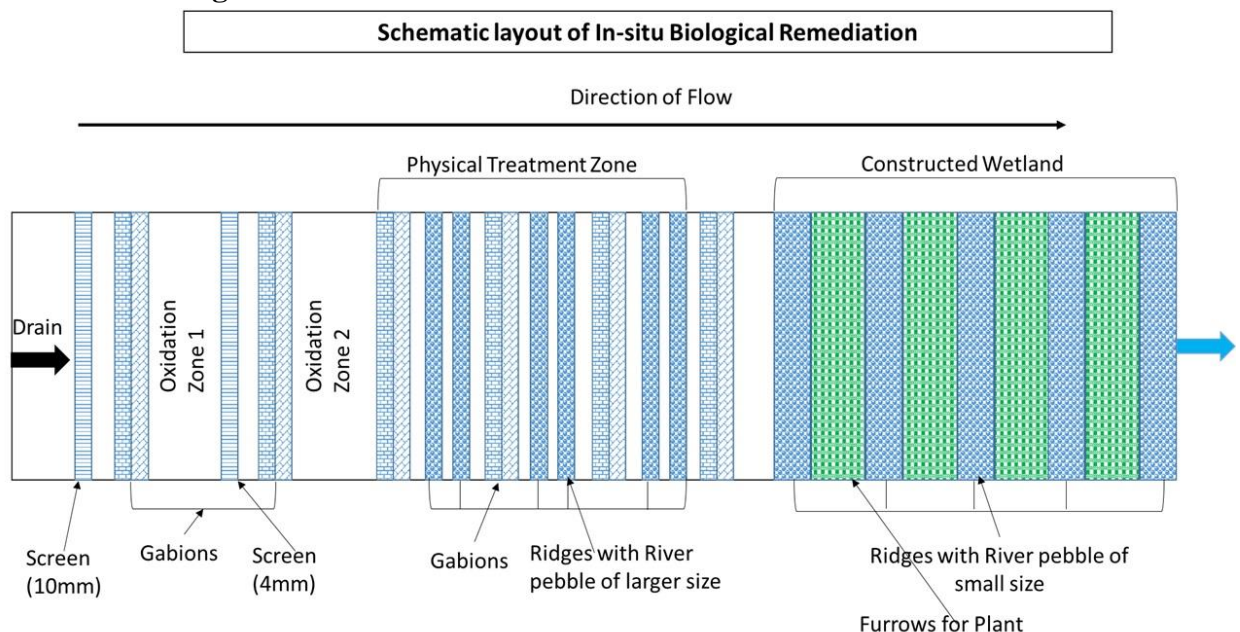 Schematic layout of In-situ Biological Remediation
Direction of Flow
Physical Treatment Zone
Constructed Wetland
Drain
Oxidation
Zone 1
Oxidation
Zone 2
Screen
(10mm)
Gabions
Screen
(4mm)
Gabions
Ridges with River
pebble of larger size
Ridges with River pebble of
small size
Furrows for Plant